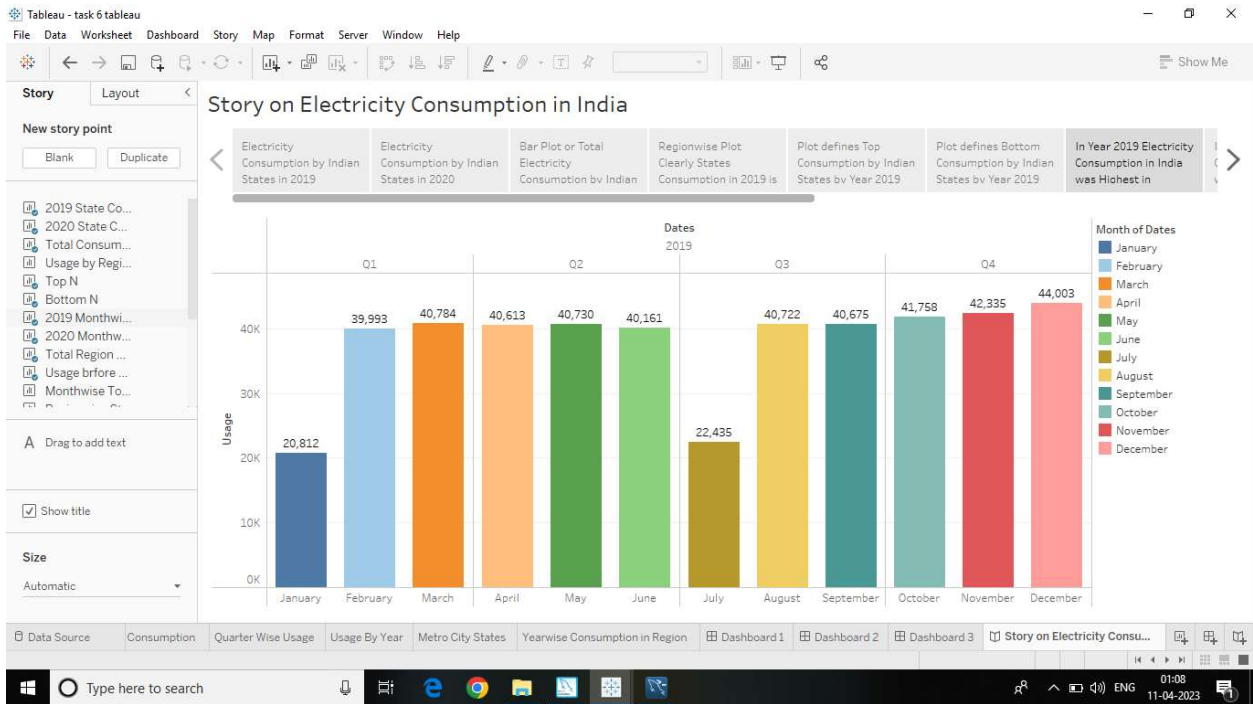 Tableau - task 6 tableau
File Data Worksheet Dashboard Story Map Format Server Window Help
Show Me
Story Layout
New story point
Blank Duplicate
2019 State Co...
2020 State C...
Total Consum...
Usage by Regi...
Top N
Bottom N
2019 Monthwi...
2020 Monthw...
Total Region ...
Usage brfore ...
Monthwise To...
A Drag to add text
Show title
Size
Automatic
Story on Electricity Consumption in India
Electricity
Consumption by Indian
States in 2019
Electricity
Consumption by Indian
States in 2020
Bar Plot or Total
Electricity
Consumption by Indian
Regionwise Plot
Clearly States
Consumption in 2019 is
Plot defines Top
Consumption by Indian
States by Year 2019
Plot defines Bottom
Consumption by Indian
States by Year 2019
In Year 2019 Electricity
Consumption in India
was Highest in
Dates
2019
Q1 Q2 Q3 Q4
Usage
40K
30K
20K
10K
0K
20,812
39,993
40,784
40,613
40,730
40,161
22,435
40,722
40,675
41,758
42,335
44,003
January February March April May June July August September October November December
Month of Dates
January
February
March
April
May
June
July
August
September
October
November
December
Data Source Consumption Quarter Wise Usage Usage By Year Metro City States Yearwise Consumption in Region Dashboard 1 Dashboard 2 Dashboard 3 Story on Electricity Consu...
Type here to search
ENG
01:08
11-04-2023
1